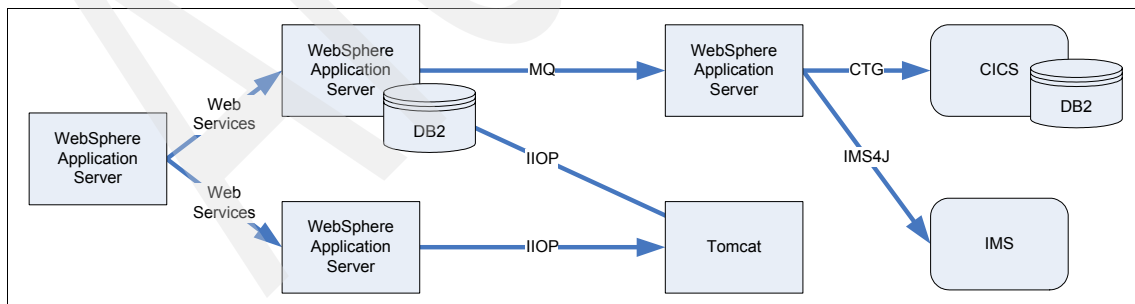 WebSphere
Application
Server
Web
Services
Web
Services
WebSphere
Application
Server
DB2
WebSphere
Application
Server
MQ
IIOP
IIOP
WebSphere
Application
Server
Tomcat
CTG
IMS4J
CICS
DB2
IMS